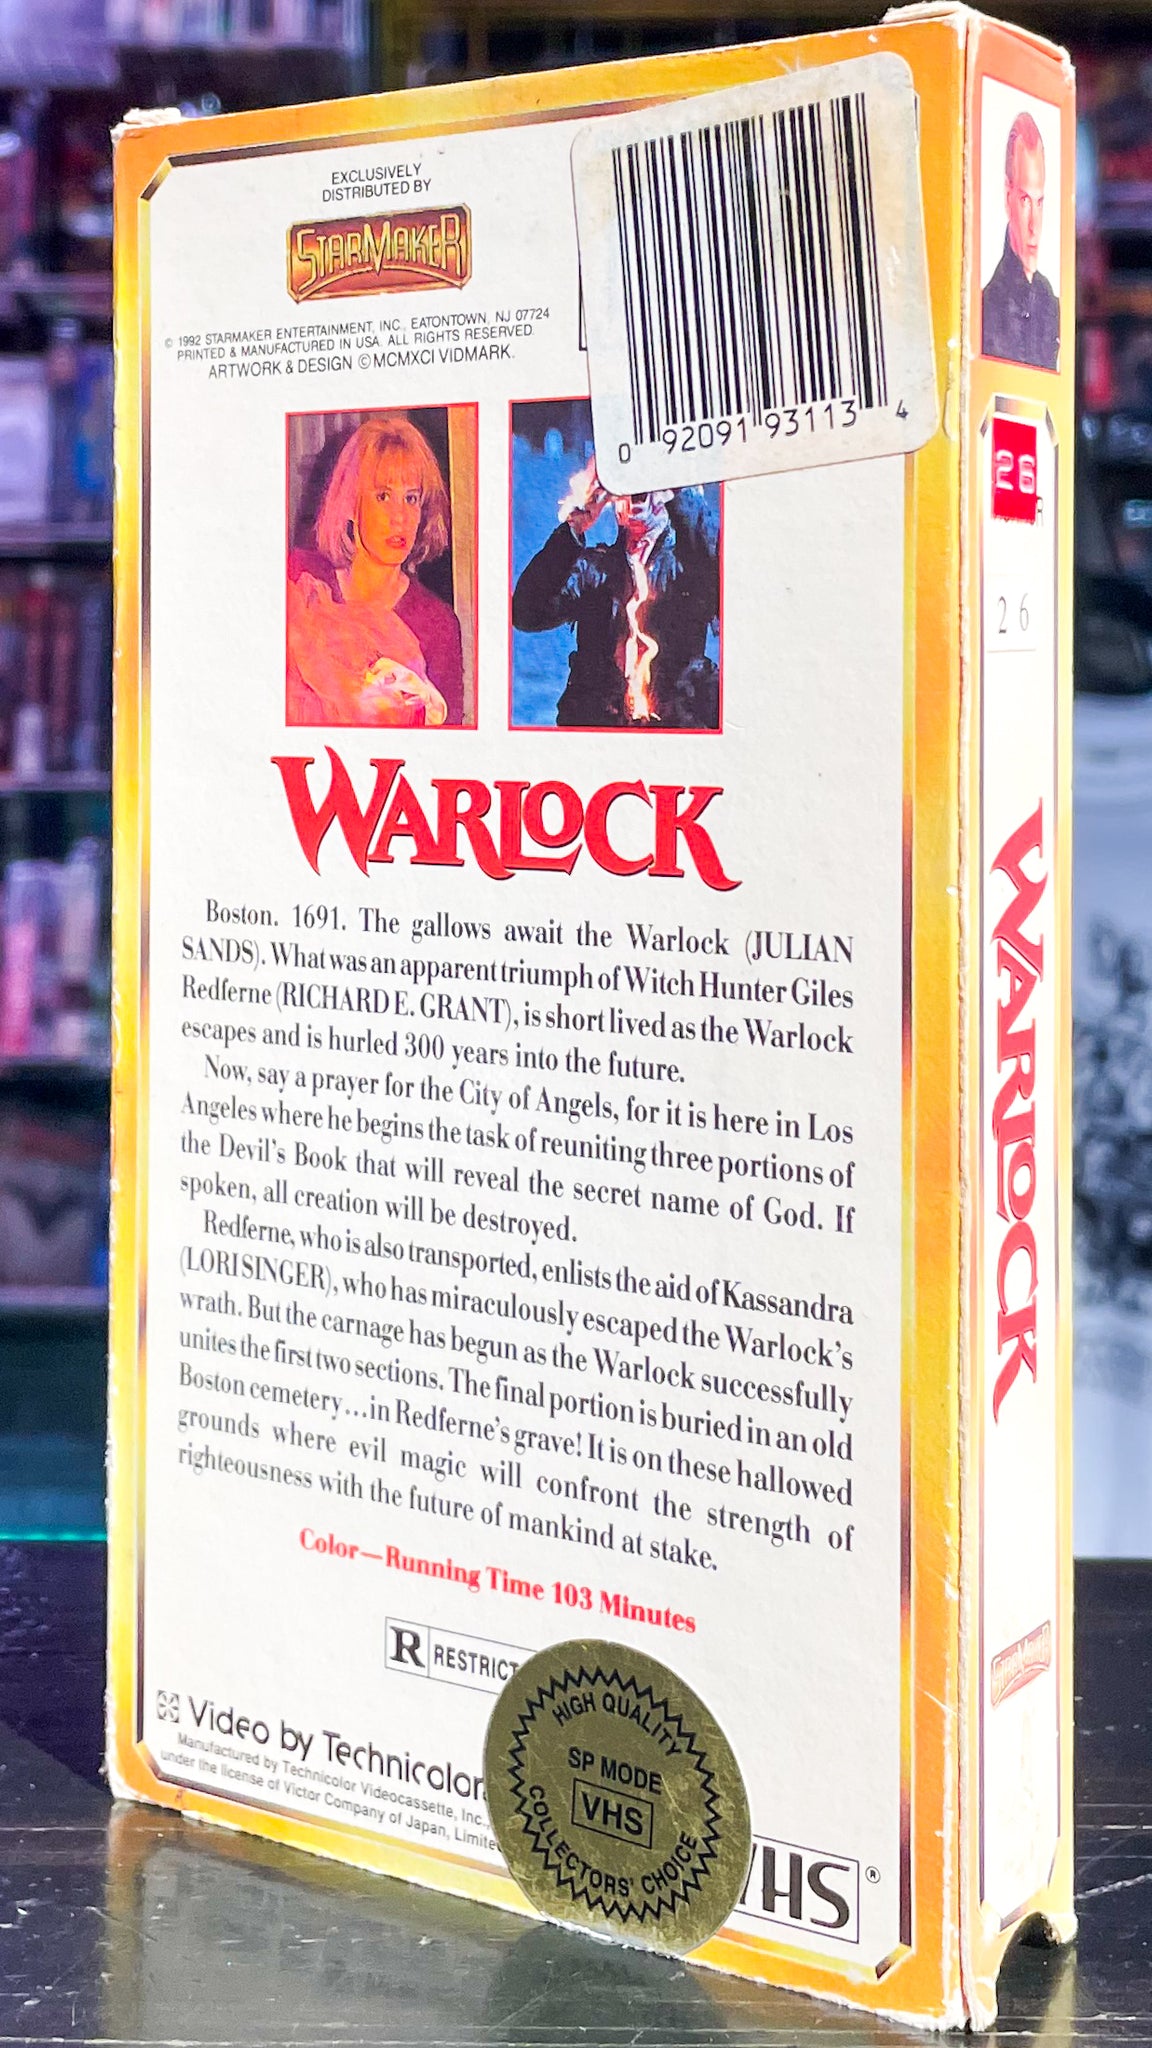 EXCLUSIVELY
DISTRIBUTED BY
STARMAKER
© 1992 STARMAKER ENTERTAINMENT, INC., EATONTOWN, NJ 07724
PRINTED & MANUFACTURED IN USA. ALL RIGHTS RESERVED.
ARTWORK & DESIGN ©MCMXCI VIDMARK.
0 92091 93113 4
WARLOCK
Boston. 1691. The gallows await the Warlock (JULIAN
SANDS). What was an apparent triumph of Witch Hunter Giles
Redferne (RICHARD E. GRANT), is short lived as the Warlock
escapes and is hurled 300 years into the future.
Now, say a prayer for the City of Angels, for it is here in Los
Angeles where he begins the task of reuniting three portions of
the Devil's Book that will reveal the secret name of God. If
spoken, all creation will be destroyed.
Redferne, who is also transported, enlists the aid of Kassandra
(LORI SINGER), who has miraculously escaped the Warlock's
wrath. But the carnage has begun as the Warlock successfully
unites the first two sections. The final portion is buried in an old
Boston cemetery...in Redferne's grave! It is on these hallowed
grounds where evil magic will confront the strength of
righteousness with the future of mankind at stake.
Color—Running Time 103 Minutes
R RESTRICT
Video by Technicolor
Manufactured by Technicolor Videocassette, Inc.,
under the license of Victor Company of Japan, Limite
HIGH QUALITY
SP MODE
VHS
COLLECTORS' CHOICE
VHS®
26
R
26
WARLOCK
STARMAKER